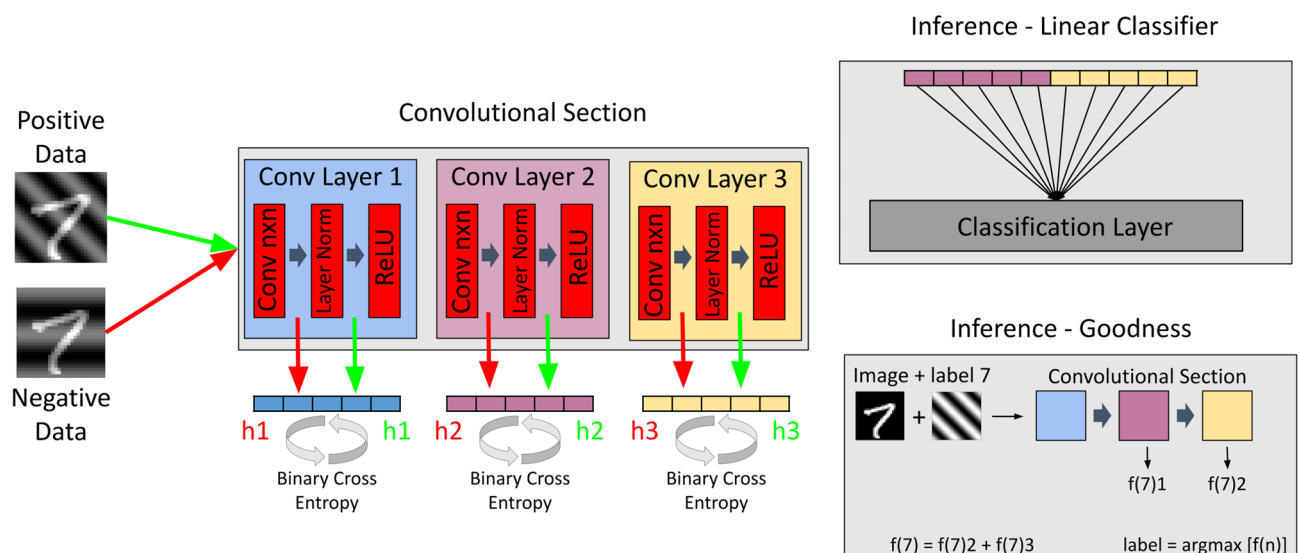 Inference - Linear Classifier
Convolutional Section
Positive
Data
Conv Layer 1
Conv nxn
Layer Norm
ReLU
Conv Layer 2
Conv nxn
Layer Norm
ReLU
Conv Layer 3
Conv nxn
Layer Norm
ReLU
Classification Layer
Negative
Data
h1
h1
Binary Cross
Entropy
h2
h2
Binary Cross
Entropy
h3
h3
Binary Cross
Entropy
Inference - Goodness
Image + label 7
Convolutional Section
+
f(7)1
f(7)2
f(7) = f(7)2 + f(7)3
label = argmax [f(n)]